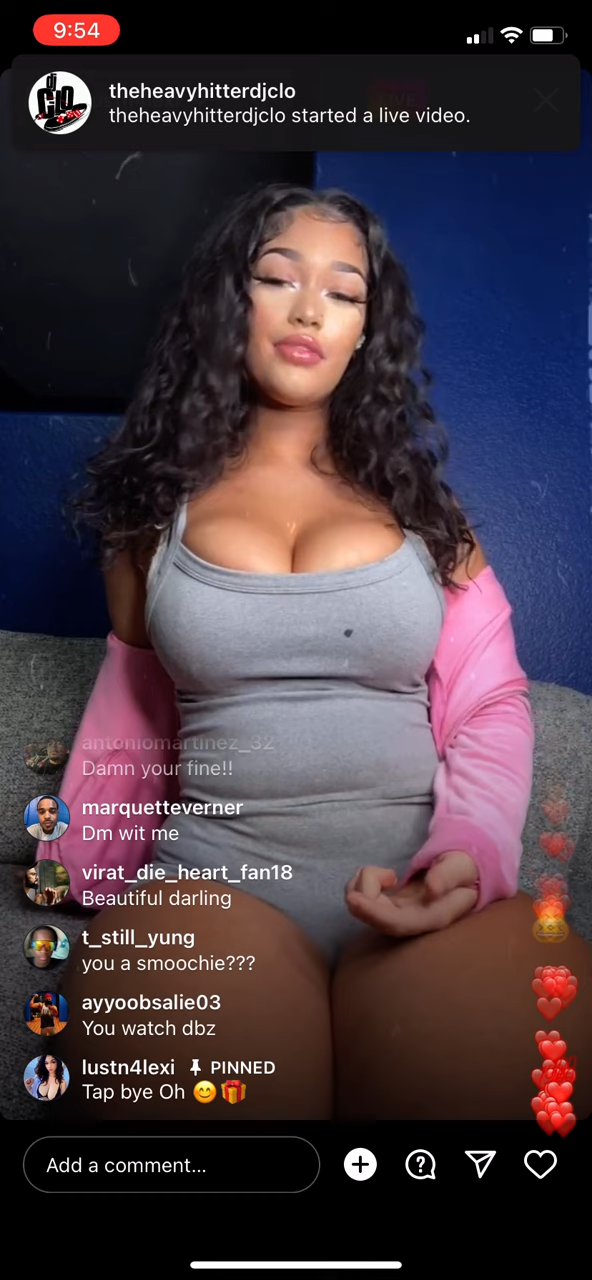 9:54
theheavyhitterdjclo
theheavyhitterdjclo started a live video.
antoniomartinez_32
Damn your fine!!
marquetteverner
Dm wit me
virat_die_heart_fan18
Beautiful darling
t_still_yung
you a smoochie???
ayyoobsalie03
You watch dbz
lustn4lexi PINNED
Tap bye Oh 😊🎁
Add a comment...